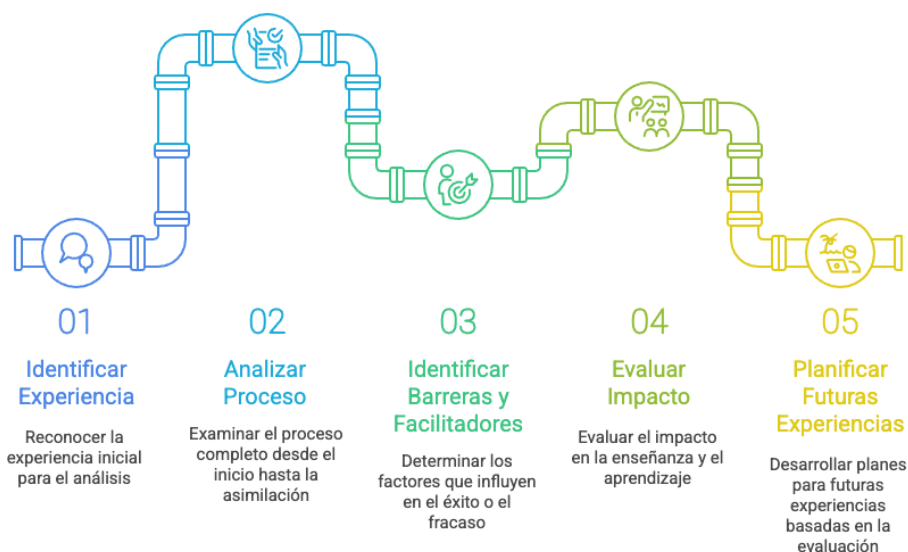 01
Identificar
Experiencia
Reconocer la
experiencia inicial
para el análisis
02
Analizar
Proceso
Examinar el proceso
completo desde el
inicio hasta la
asimilación
03
Identificar
Barreras y
Facilitadores
Determinar los
factores que influyen
en el éxito o el
fracaso
04
Evaluar
Impacto
Evaluar el impacto
en la enseñanza y el
aprendizaje
05
Planificar
Futuras
Experiencias
Desarrollar planes
para futuras
experiencias
basadas en la
evaluación